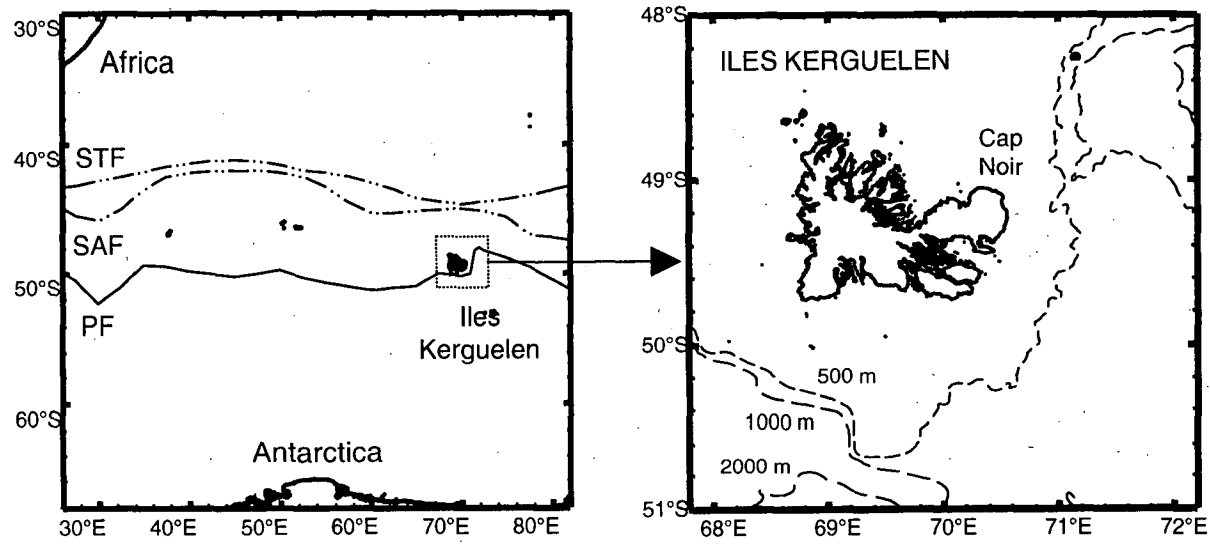 30°S
Africa
40°S
STF
SAF
50°S
PF
Iles
Kerguelen
60°S
Antarctica
30°E 40°E 50°E 60°E 70°E 80°E
48°S
ILES KERGUELEN
Cap
Noir
49°S
50°S
500 m
1000 m
2000 m
51°S
68°E 69°E 70°E 71°E 72°E